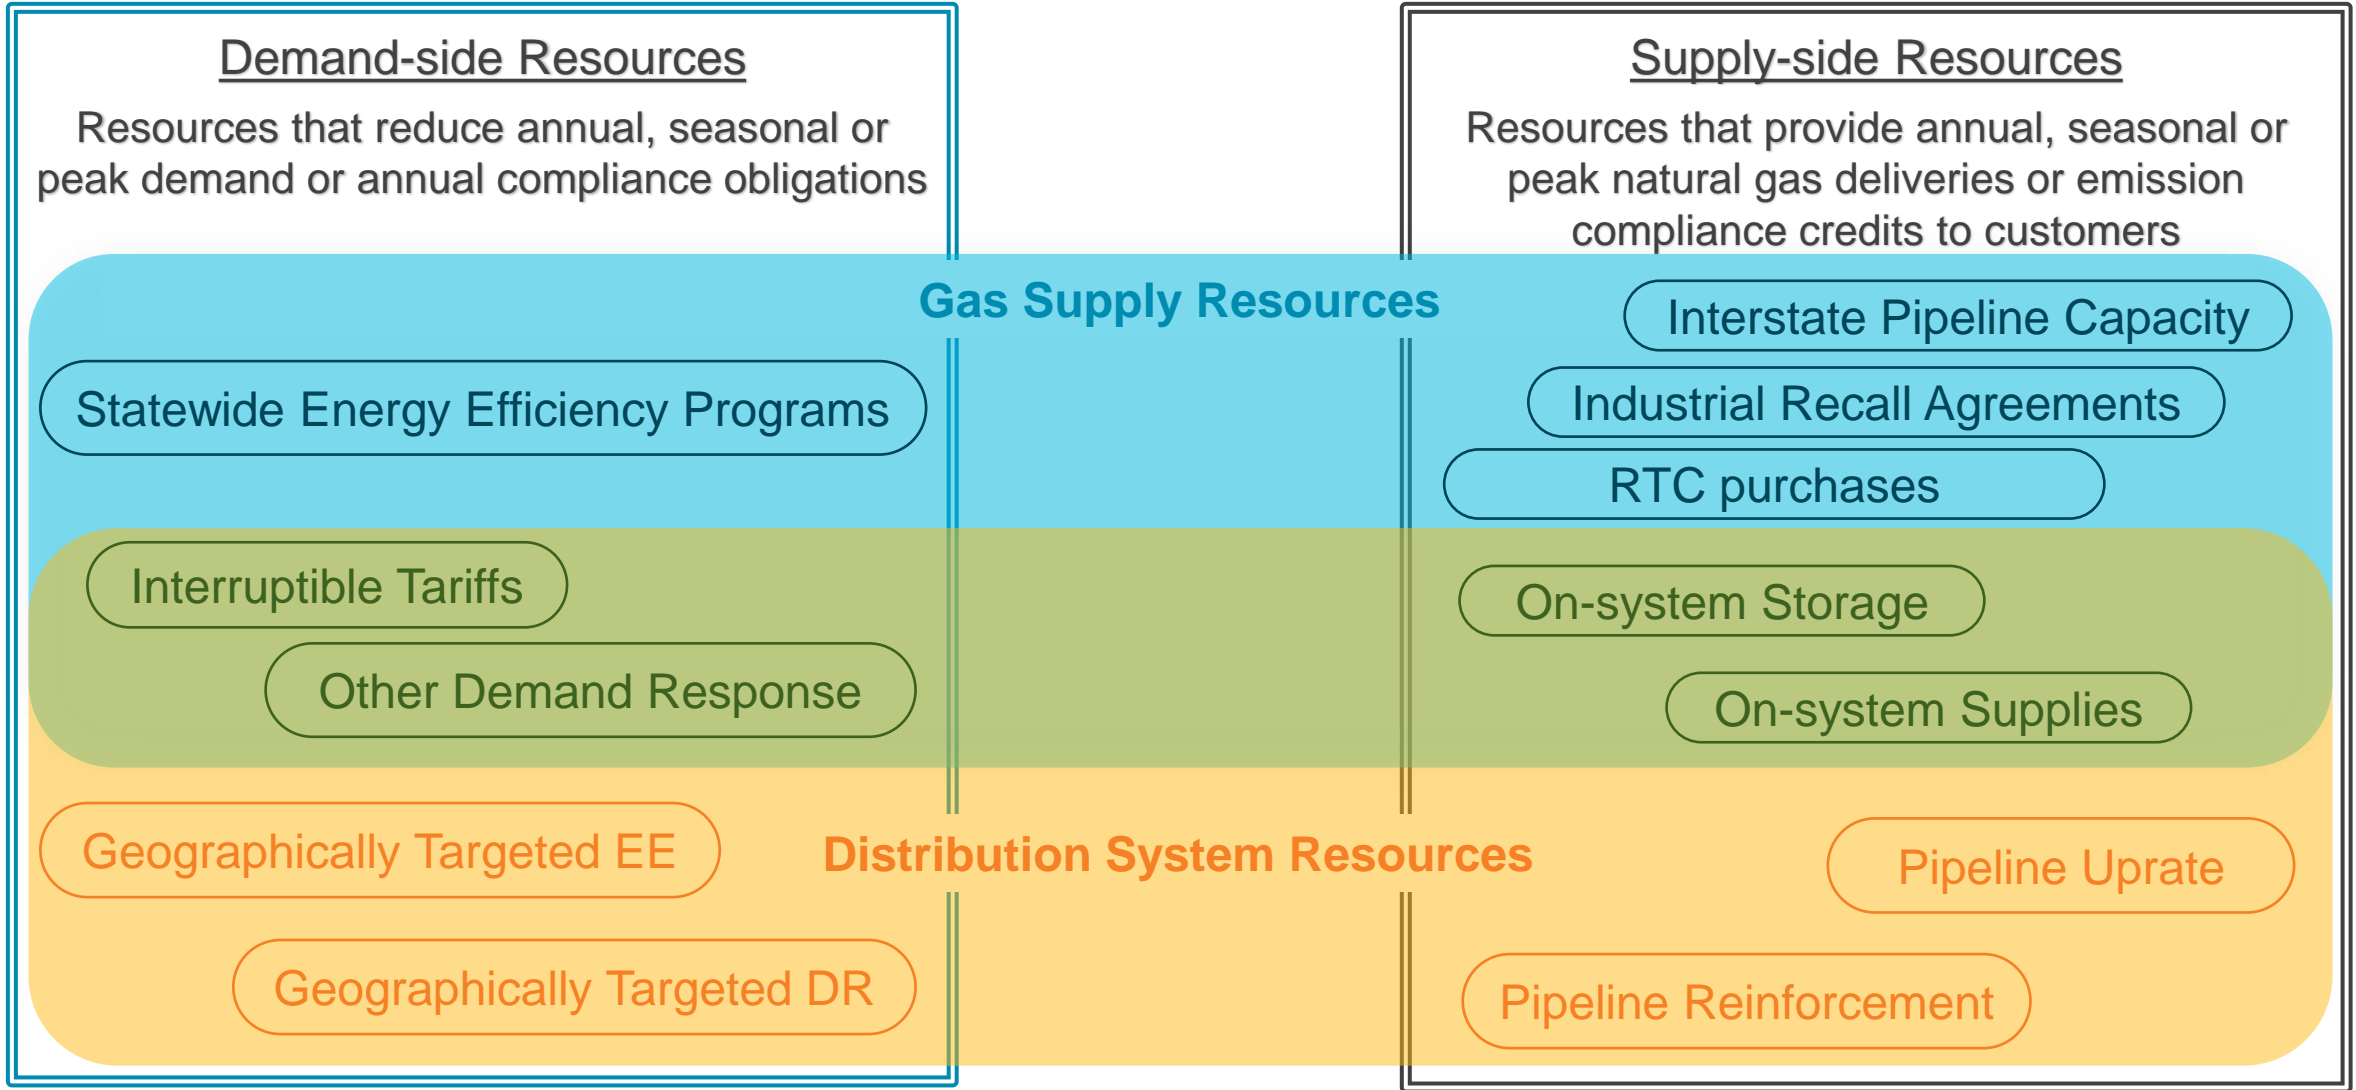 Demand-side Resources
Resources that reduce annual, seasonal or
peak demand or annual compliance obligations
Supply-side Resources
Resources that provide annual, seasonal or
peak natural gas deliveries or emission
compliance credits to customers
Gas Supply Resources
Statewide Energy Efficiency Programs
Interstate Pipeline Capacity
Industrial Recall Agreements
RTC purchases
Interruptible Tariffs
Other Demand Response
On-system Storage
On-system Supplies
Geographically Targeted EE
Distribution System Resources
Pipeline Uprate
Geographically Targeted DR
Pipeline Reinforcement